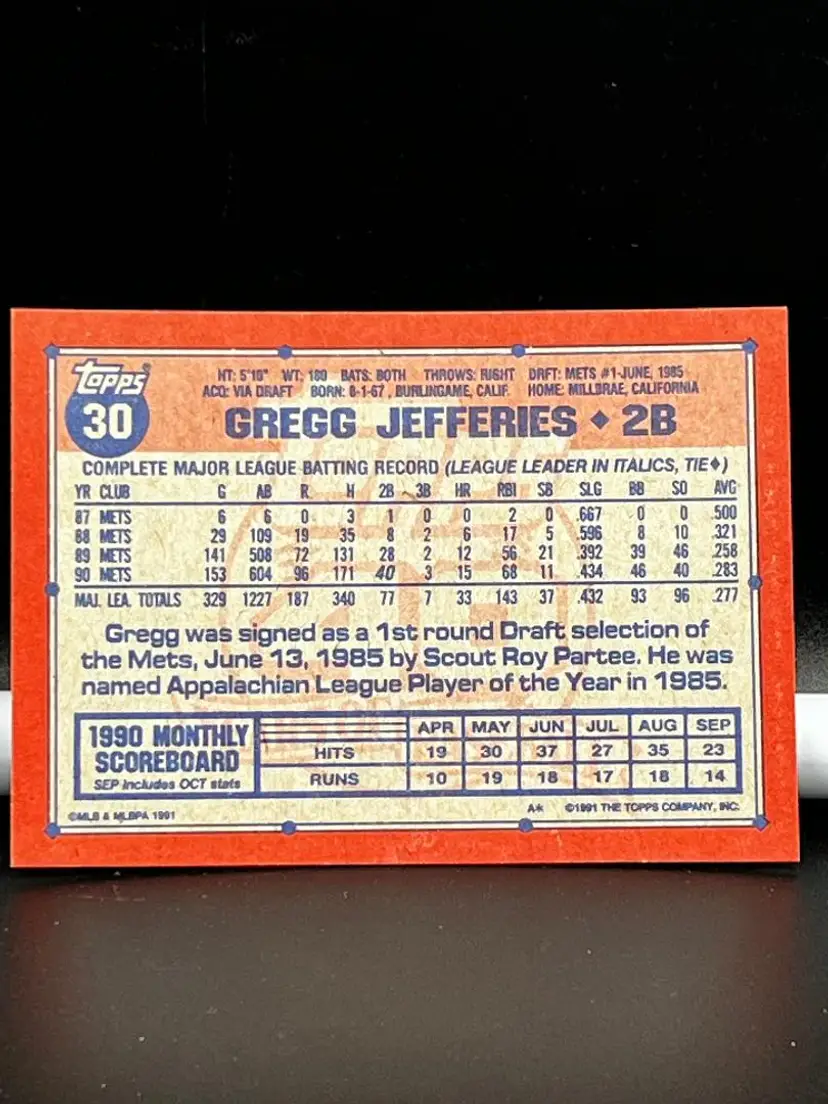 Topps
30
HT: 5'10" WT: 180 BATS: BOTH THROWS: RIGHT DRFT: METS #1-JUNE, 1985
ACQ: VIA DRAFT BORN: 8-1-67, BURLINGAME, CALIF. HOME: MILLBRAE, CALIFORNIA
GREGG JEFFERIES ◆ 2B
COMPLETE MAJOR LEAGUE BATTING RECORD (LEAGUE LEADER IN ITALICS, TIE◆)
YR CLUB G AB R H 2B 3B HR RBI SB SLG BB SO AVG
87 METS 6 6 0 3 1 0 0 2 0 .667 0 0 .500
88 METS 29 109 19 35 8 2 6 17 5 .596 8 10 .321
89 METS 141 508 72 131 28 2 12 56 21 .392 39 46 .258
90 METS 153 604 96 171 40 3 15 68 11 .434 46 40 .283
MAJ. LEA. TOTALS 329 1227 187 340 77 7 33 143 37 .432 93 96 .277
Gregg was signed as a 1st round Draft selection of
the Mets, June 13, 1985 by Scout Roy Partee. He was
named Appalachian League Player of the Year in 1985.
1990 MONTHLY
SCOREBOARD
SEP includes OCT stats
APR MAY JUN JUL AUG SEP
HITS 19 30 37 27 35 23
RUNS 10 19 18 17 18 14
©MLB & MLBPA 1991
A* ©1991 THE TOPPS COMPANY, INC.